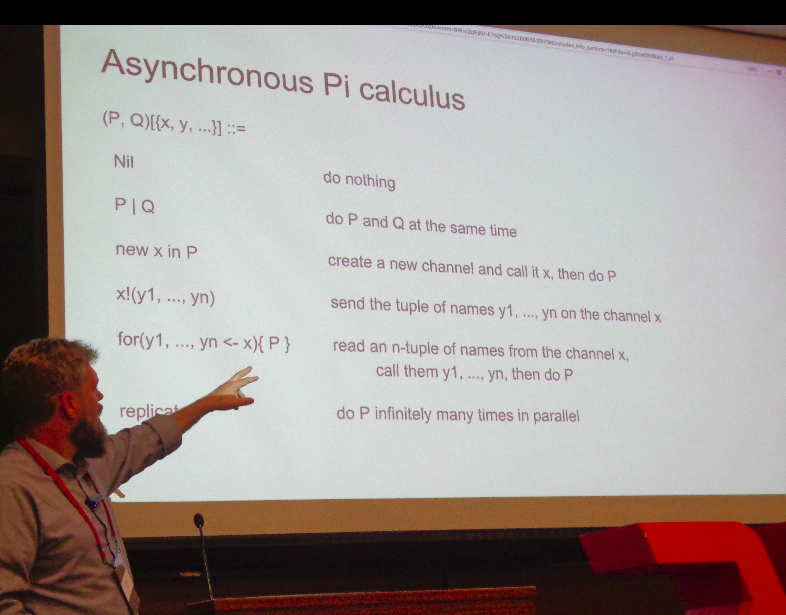 Asynchronous Pi calculus
(P, Q)[{x, y, ...}] ::=
Nil
do nothing
P | Q
do P and Q at the same time
new x in P
create a new channel and call it x, then do P
x!(y1, ..., yn)
send the tuple of names y1, ..., yn on the channel x
for(y1, ..., yn <- x){ P }
read an n-tuple of names from the channel x,
call them y1, ..., yn, then do P
do P infinitely many times in parallel